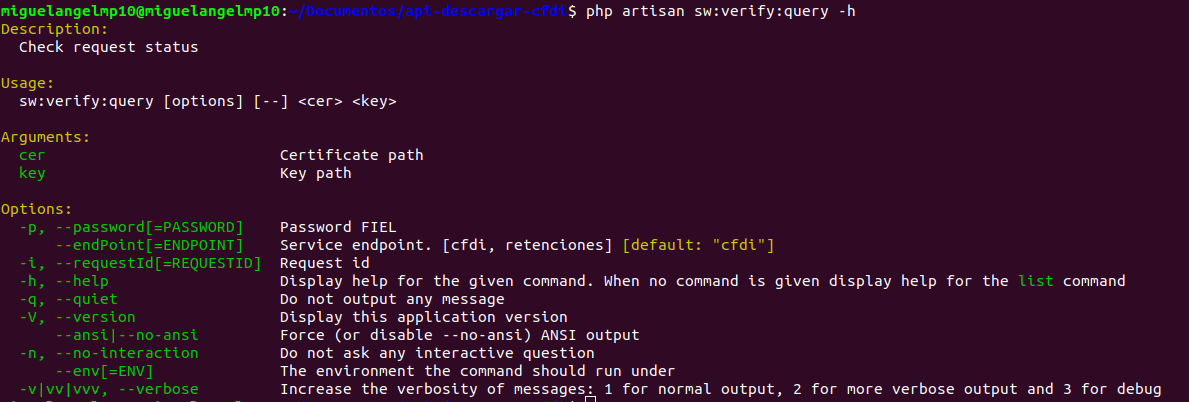 miguelangelmp10@miguelangelmp10:~/Documentos/api-descargar-cfdi$ php artisan sw:verify:query -h
Description:
  Check request status

Usage:
  sw:verify:query [options] [--] <cer> <key>

Arguments:
  cer                          Certificate path
  key                          Key path

Options:
  -p, --password[=PASSWORD]    Password FIEL
      --endPoint[=ENDPOINT]    Service endpoint. [cfdi, retenciones] [default: "cfdi"]
  -i, --requestId[=REQUESTID]  Request id
  -h, --help                   Display help for the given command. When no command is given display help for the list command
  -q, --quiet                  Do not output any message
  -V, --version                Display this application version
      --ansi|--no-ansi         Force (or disable --no-ansi) ANSI output
  -n, --no-interaction         Do not ask any interactive question
      --env[=ENV]              The environment the command should run under
  -v|vv|vvv, --verbose         Increase the verbosity of messages: 1 for normal output, 2 for more verbose output and 3 for debug